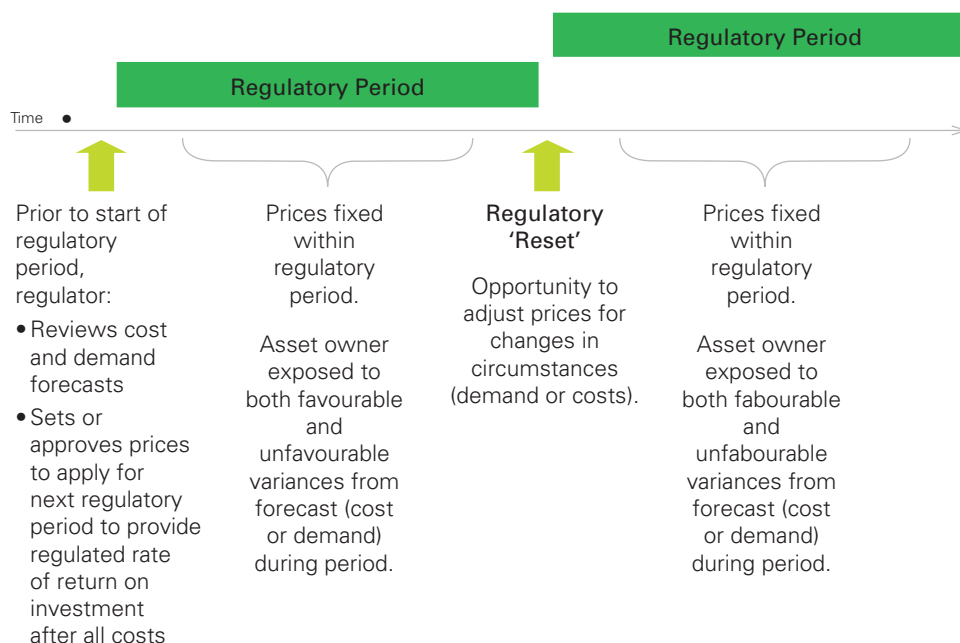 Regulatory Period
Regulatory Period
Time •
Prior to start of
regulatory
period,
regulator:
• Reviews cost
and demand
forecasts
• Sets or
approves prices
to apply for
next regulatory
period to provide
regulated rate
of return on
investment
after all costs
Prices fixed
within
regulatory
period.
Asset owner
exposed to
both favourable
and
unfavourable
variances from
forecast (cost
or demand)
during period.
Regulatory
‘Reset’
Opportunity to
adjust prices for
changes in
circumstances
(demand or costs).
Prices fixed
within
regulatory
period.
Asset owner
exposed to
both fabourable
and
unfabourable
variances from
forecast (cost
or demand)
during period.